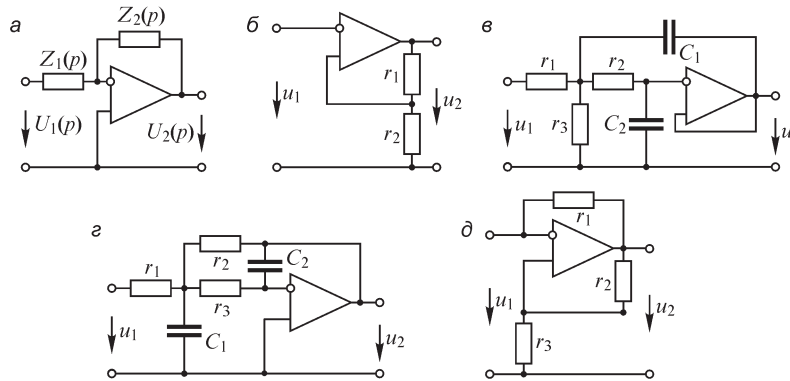 а
Z₂(p)
Z₁(p)
U₁(p)
U₂(p)
б
u₁
r₁
r₂
u₂
в
r₁
r₂
C₁
r₃
C₂
u₁
u
г
r₁
r₂
C₂
r₃
u₁
C₁
u₂
д
r₁
r₂
u₁
u₂
r₃